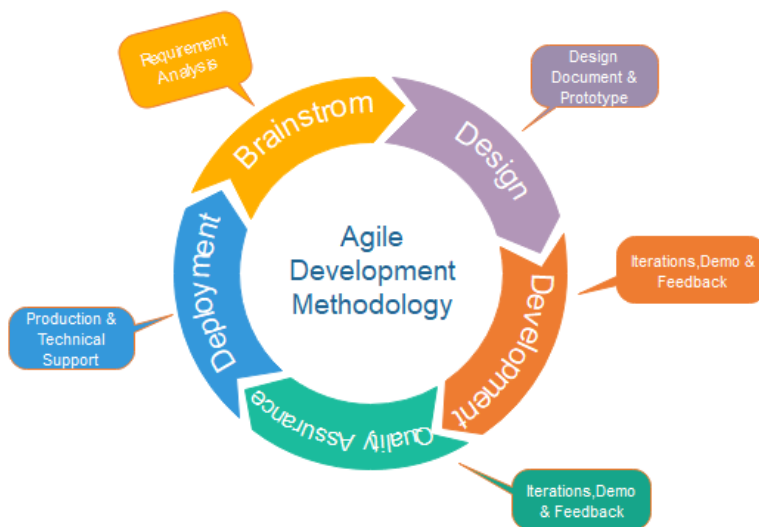 Requirement
Analysis
Brainstrom
Design
Document &
Prototype
Design
Iterations,Demo &
Feedback
Development
Agile
Development
Methodology
Production &
Technical
Support
Deployment
Quality Assurance
Iterations,Demo
& Feedback